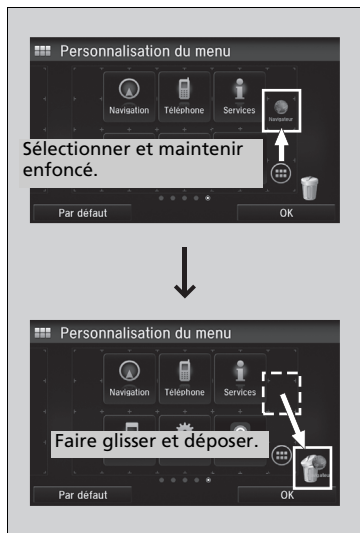 Personnalisation du menu
Navigation Téléphone Services Navigateur
Sélectionner et maintenir
enfoncé.
Par défaut OK
Personnalisation du menu
Navigation Téléphone Services
Faire glisser et déposer.
Par défaut OK